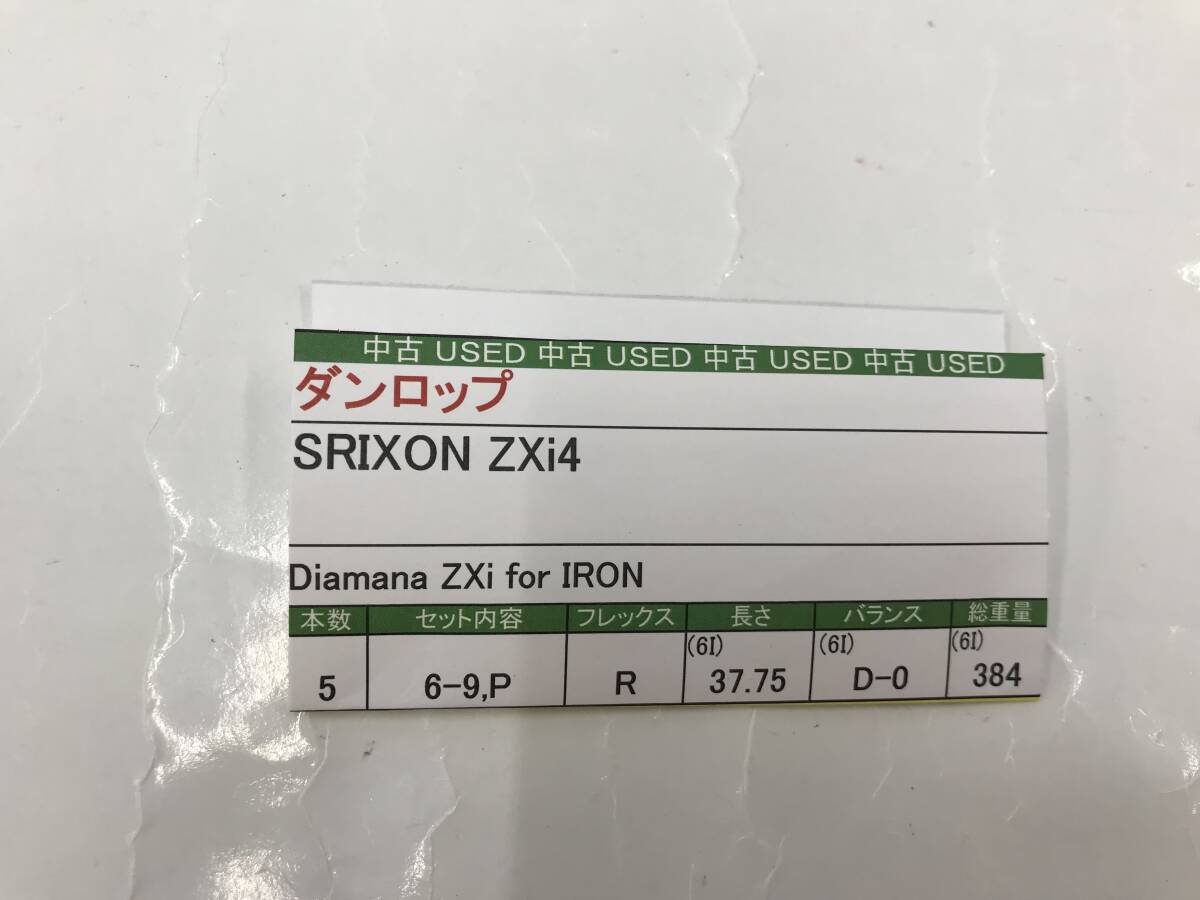 中古 USED 中古 USED 中古 USED 中古 USED
ダンロップ
SRIXON ZXi4
Diamana ZXi for IRON
本数 セット内容 フレックス 長さ バランス 総重量
(6I) (6I) (6I)
5 6-9,P R 37.75 D-0 384